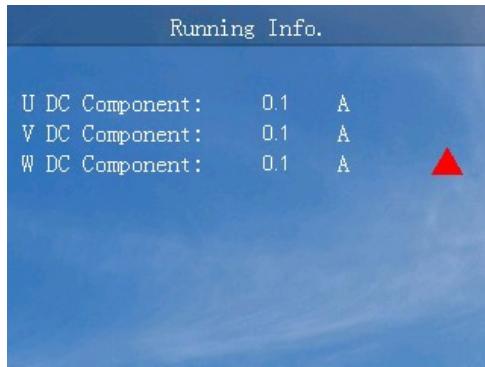 Running Info.
U DC Component: 0.1 A
V DC Component: 0.1 A
W DC Component: 0.1 A